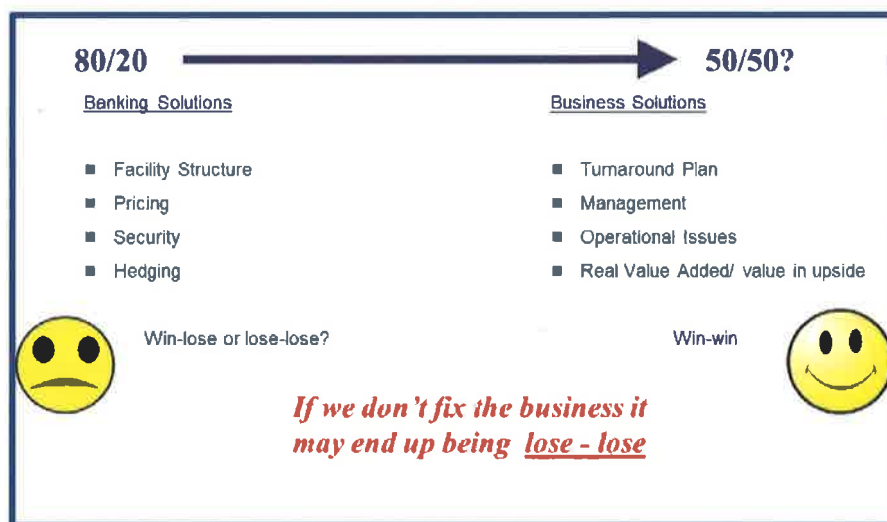 80/20
50/50?
Banking Solutions
Business Solutions
■ Facility Structure
■ Pricing
■ Security
■ Hedging
■ Turnaround Plan
■ Management
■ Operational Issues
■ Real Value Added/ value in upside
Win-lose or lose-lose?
Win-win
If we don't fix the business it
may end up being lose - lose